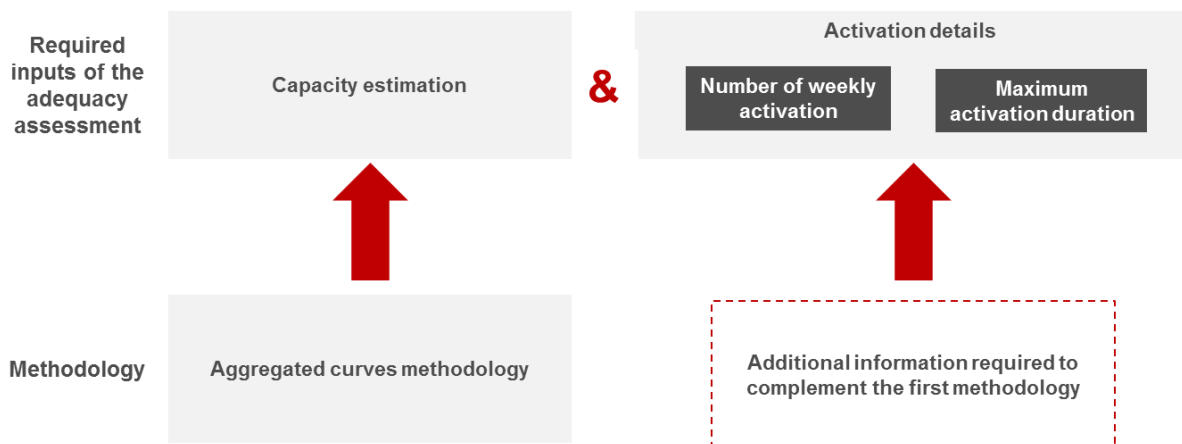 Required
inputs of the
adequacy
assessment
Capacity estimation
&
Activation details
Number of weekly
activation
Maximum
activation duration
Methodology
Aggregated curves methodology
Additional information required to
complement the first methodology